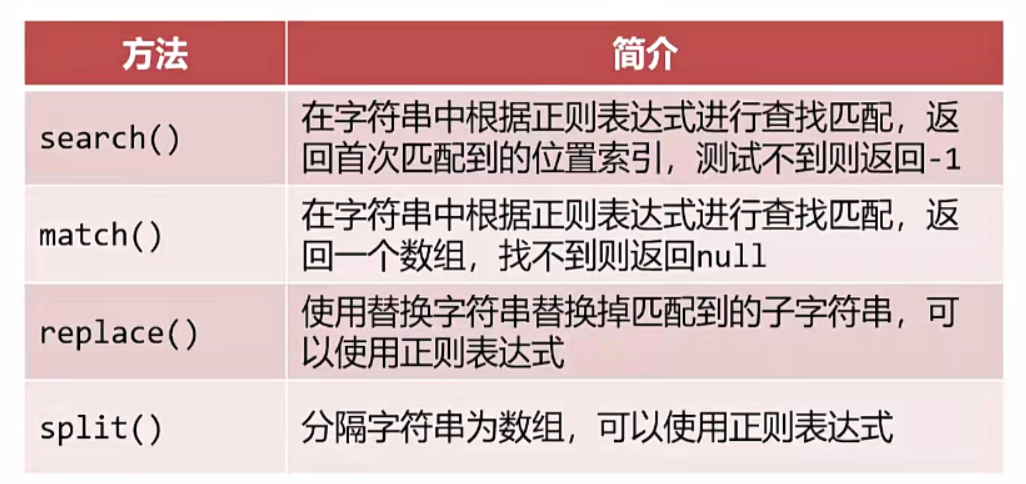 方法 简介
search() 在字符串中根据正则表达式进行查找匹配，返
回首次匹配到的位置索引，测试不到则返回-1
match() 在字符串中根据正则表达式进行查找匹配，返
回一个数组，找不到则返回null
replace() 使用替换字符串替换掉匹配到的子字符串，可
以使用正则表达式
split() 分隔字符串为数组，可以使用正则表达式